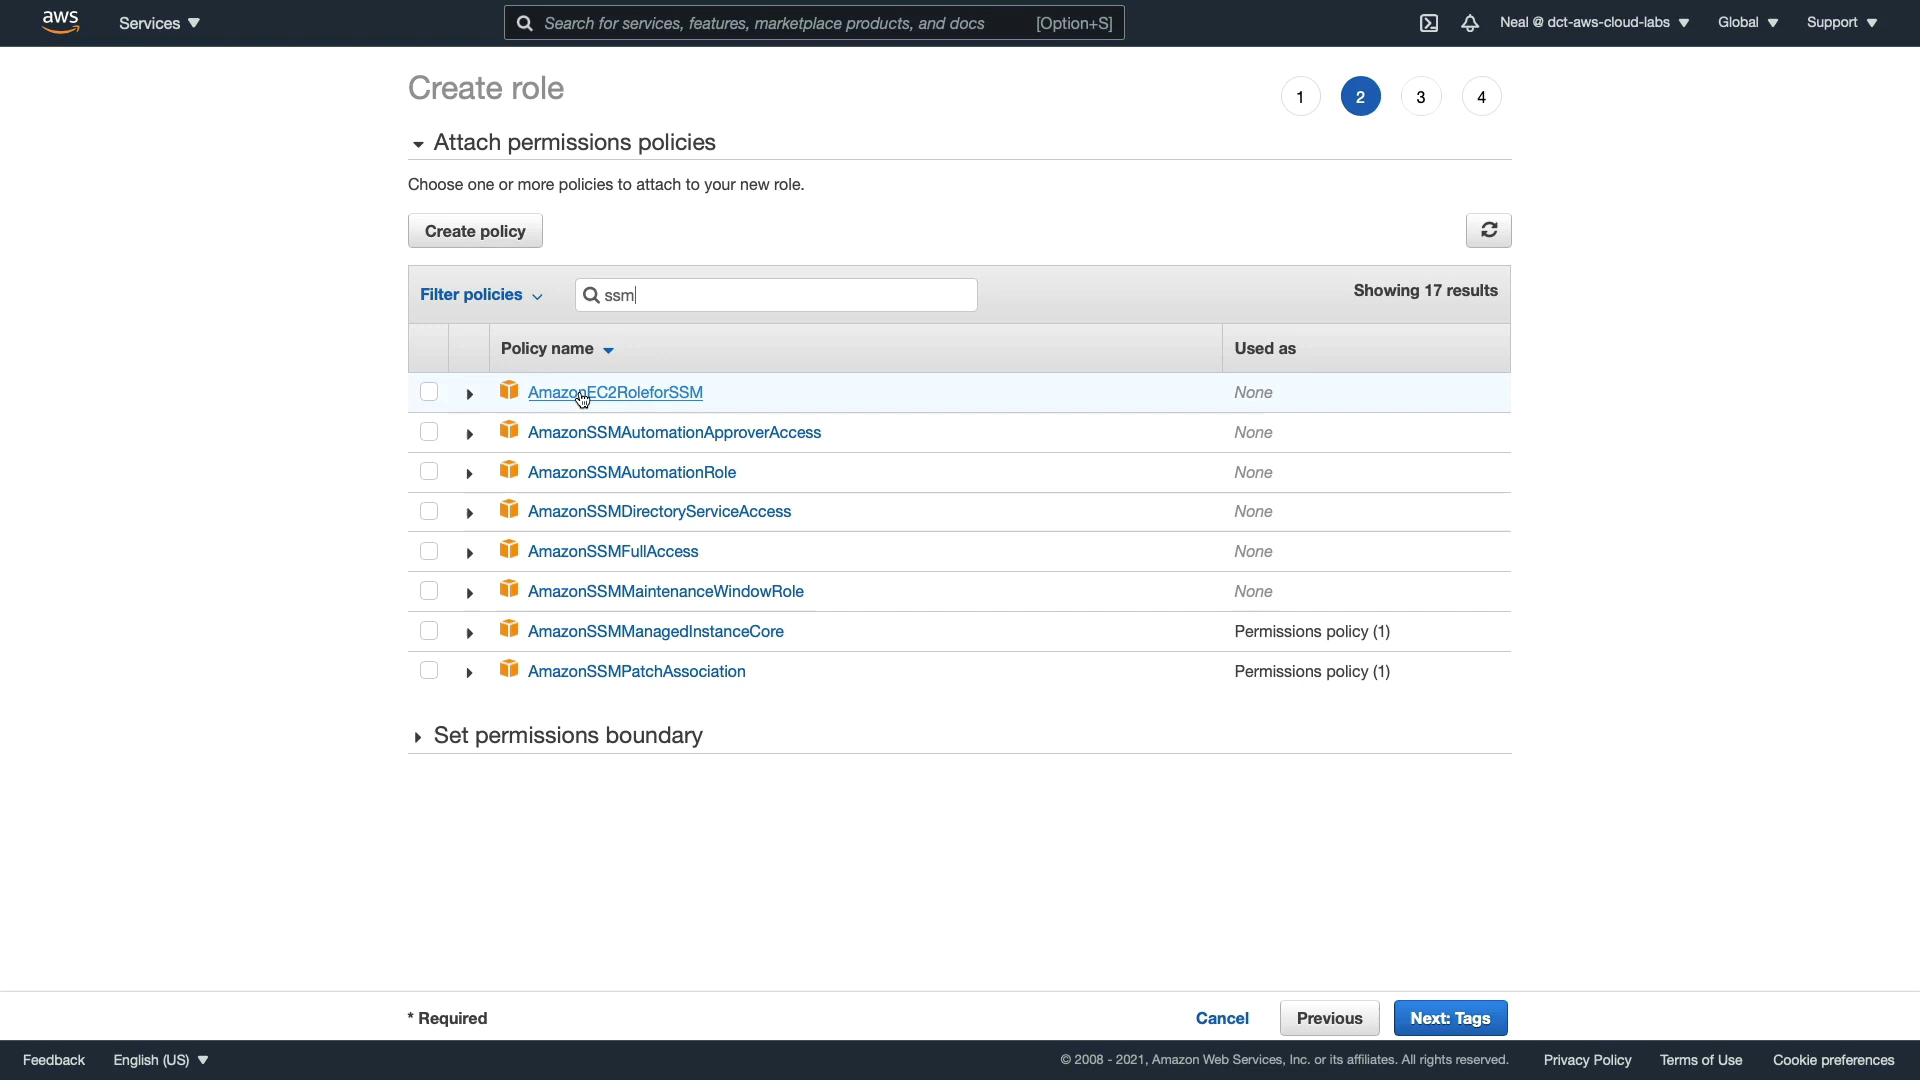 aws Services Search for services, features, marketplace products, and docs [Option+S] Neal @ dct-aws-cloud-labs Global Support
Create role 1 2 3 4
Attach permissions policies
Choose one or more policies to attach to your new role.
Create policy
Filter policies ssm Showing 17 results
Policy name Used as
AmazonEC2RoleforSSM None
AmazonSSMAutomationApproverAccess None
AmazonSSMAutomationRole None
AmazonSSMDirectoryServiceAccess None
AmazonSSMFullAccess None
AmazonSSMMaintenanceWindowRole None
AmazonSSMManagedInstanceCore Permissions policy (1)
AmazonSSMPatchAssociation Permissions policy (1)
Set permissions boundary
* Required Cancel Previous Next: Tags
Feedback English (US) © 2008 - 2021, Amazon Web Services, Inc. or its affiliates. All rights reserved. Privacy Policy Terms of Use Cookie preferences